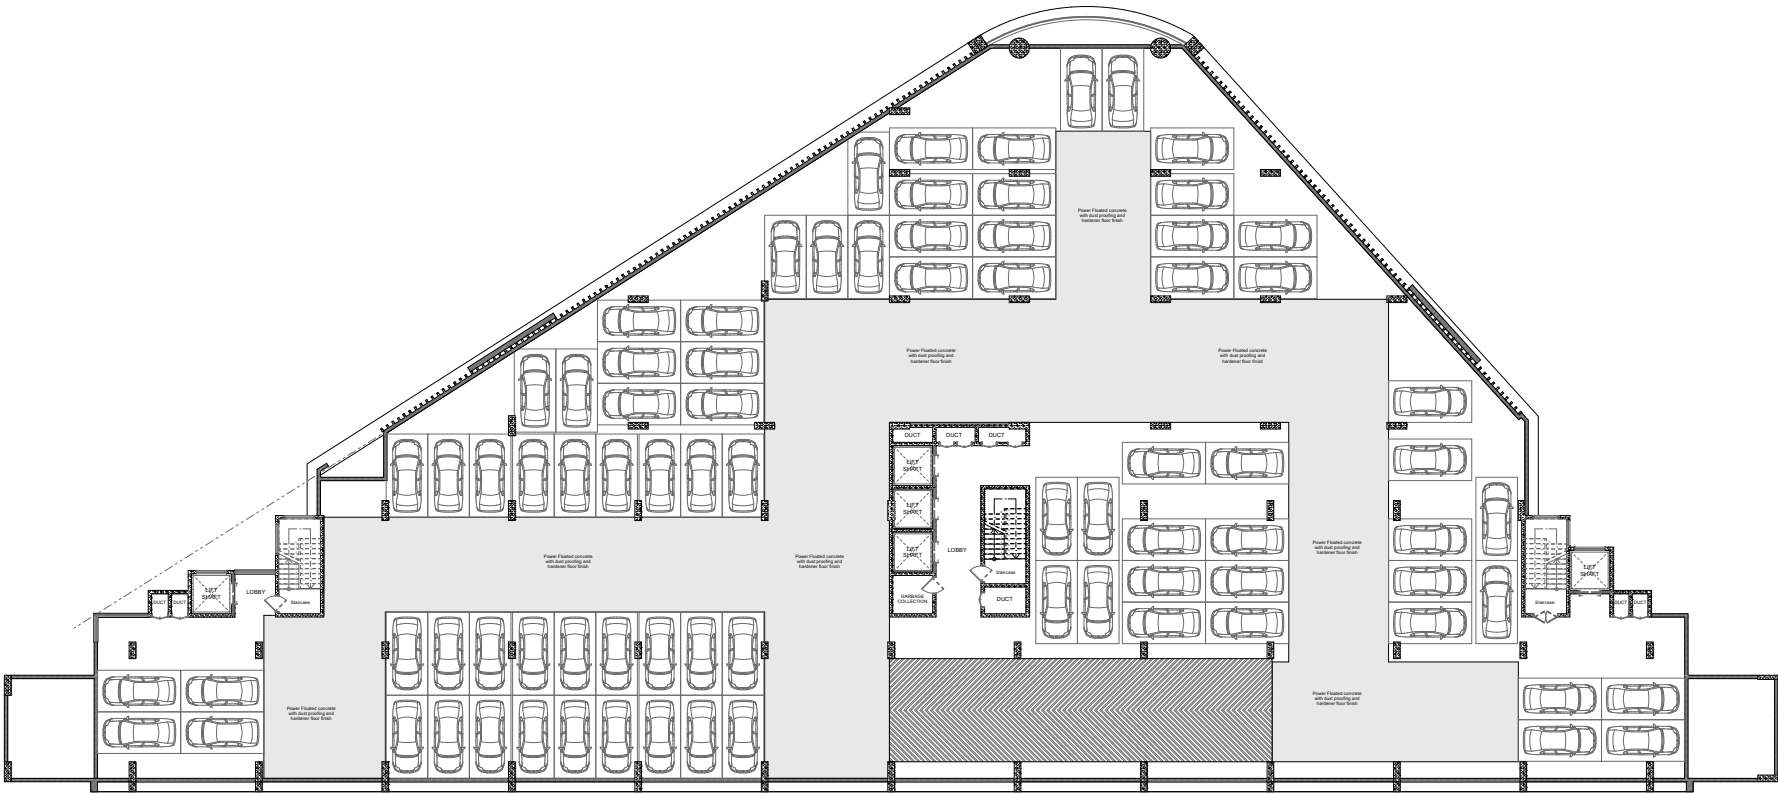 Power Floated concrete
with dust proofing and
hardener floor finish
Power Floated concrete
with dust proofing and
hardener floor finish
Power Floated concrete
with dust proofing and
hardener floor finish
DUCT
DUCT
DUCT
LIFT
SHAFT
LIFT
SHAFT
LIFT
SHAFT
LOBBY
Staircase
GARBAGE
COLLECTION
DUCT
Power Floated concrete
with dust proofing and
hardener floor finish
Power Floated concrete
with dust proofing and
hardener floor finish
Power Floated concrete
with dust proofing and
hardener floor finish
DUCT
DUCT
LIFT
SHAFT
LOBBY
Staircase
LIFT
SHAFT
Staircase
DUCT
DUCT
Power Floated concrete
with dust proofing and
hardener floor finish
Power Floated concrete
with dust proofing and
hardener floor finish